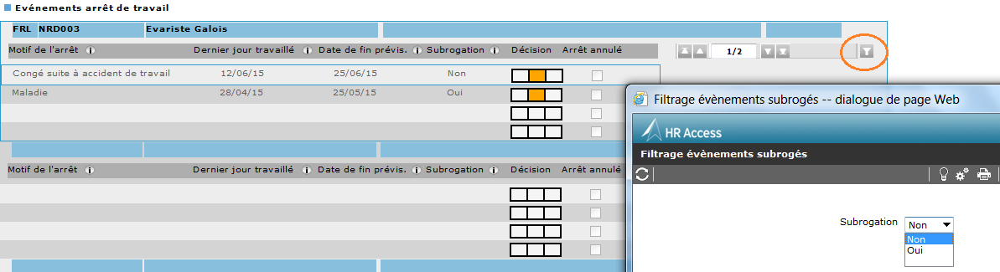 Evénements arrêt de travail
FRL NRD003 Evariste Galois
Motif de l'arrêt Dernier jour travaillé Date de fin prévis. Subrogation Décision Arrêt annulé 1/2
Congé suite à accident de travail 12/06/15 25/06/15 Non
Maladie 28/04/15 25/05/15 Oui
Motif de l'arrêt Dernier jour travaillé Date de fin prévis. Subrogation Décision Arrêt annulé
Filtrage évènements subrogés -- dialogue de page Web
HR Access
Filtrage évènements subrogés
Subrogation Non
Non
Oui